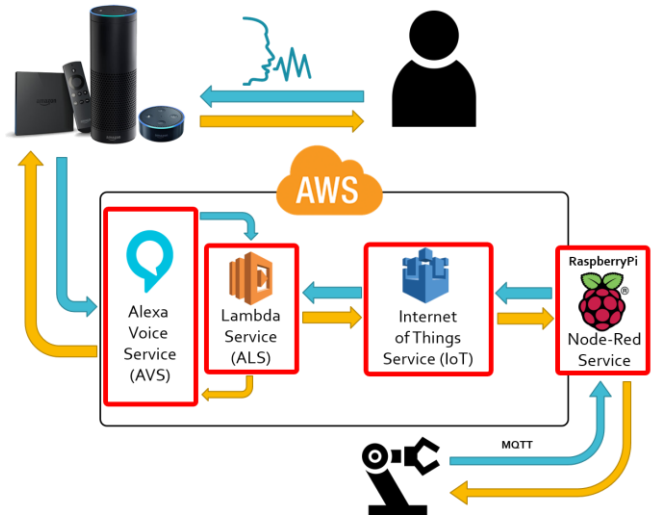 AWS
RaspberryPi
®
Alexa
Voice
Service
(AVS)
Lambda
Service
(ALS)
Internet
of Things
Service (IoT)
Node-Red
Service
MQTT